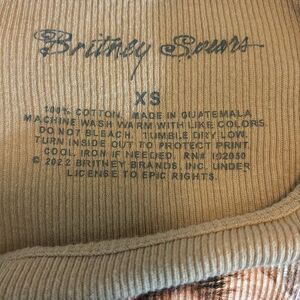 Britney Spears
XS
100% COTTON. MADE IN GUATEMALA
MACHINE WASH WARM WITH LIKE COLORS
DO NOT BLEACH. TUMBLE DRY LOW.
TURN INSIDE OUT TO PROTECT PRINT.
COOL IRON IF NEEDED. RN# 102050
© 2022 BRITNEY BRANDS, INC. UNDER
LICENSE TO EPIC RIGHTS.